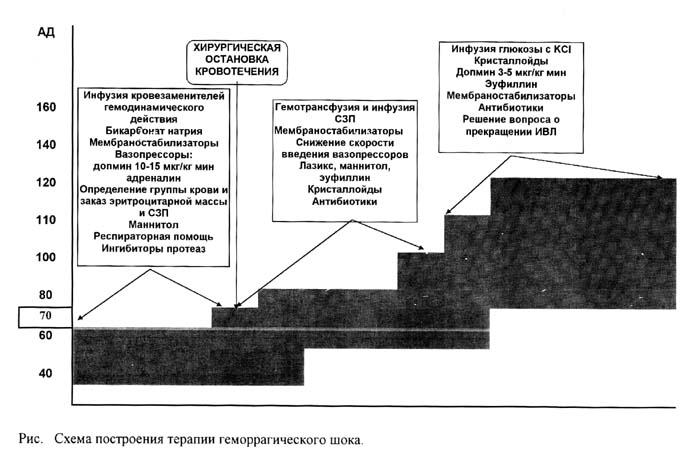 АД
ХИРУРГИЧЕСКАЯ
ОСТАНОВКА
КРОВОТЕЧЕНИЯ
Инфузия кровезаменителей
гемодинамического
действия
Бикарбонат натрия
Мембраностабилизаторы
Вазопрессоры:
допмин 10-15 мкг/кг мин
адреналин
Определение группы крови и
заказ эритроцитарной массы
и СЗП
Маннитол
Респираторная помощь
Ингибиторы протеаз
Гемотрансфузия и инфузия
СЗП
Мембраностабилизаторы
Снижение скорости
введения вазопрессоров
Лазикс, маннитол,
эуфиллин
Кристаллоиды
Антибиотики
Инфузия глюкозы с KCl
Кристаллойды
Допмин 3-5 мкг/кг мин
Эуфиллин
Мембраностабилизаторы
Антибиотики
Решение вопроса о
прекращении ИВЛ
160
140
120
110
100
80
70
60
40
Рис. Схема построения терапии геморрагического шока.